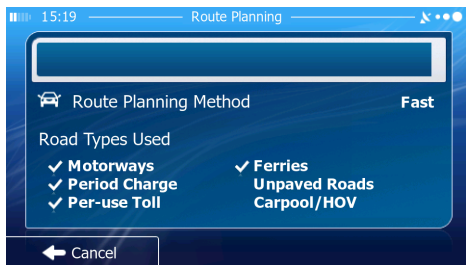 15:19 Route Planning
Route Planning Method Fast
Road Types Used
Motorways Ferries
Period Charge Unpaved Roads
Per-use Toll Carpool/HOV
Cancel